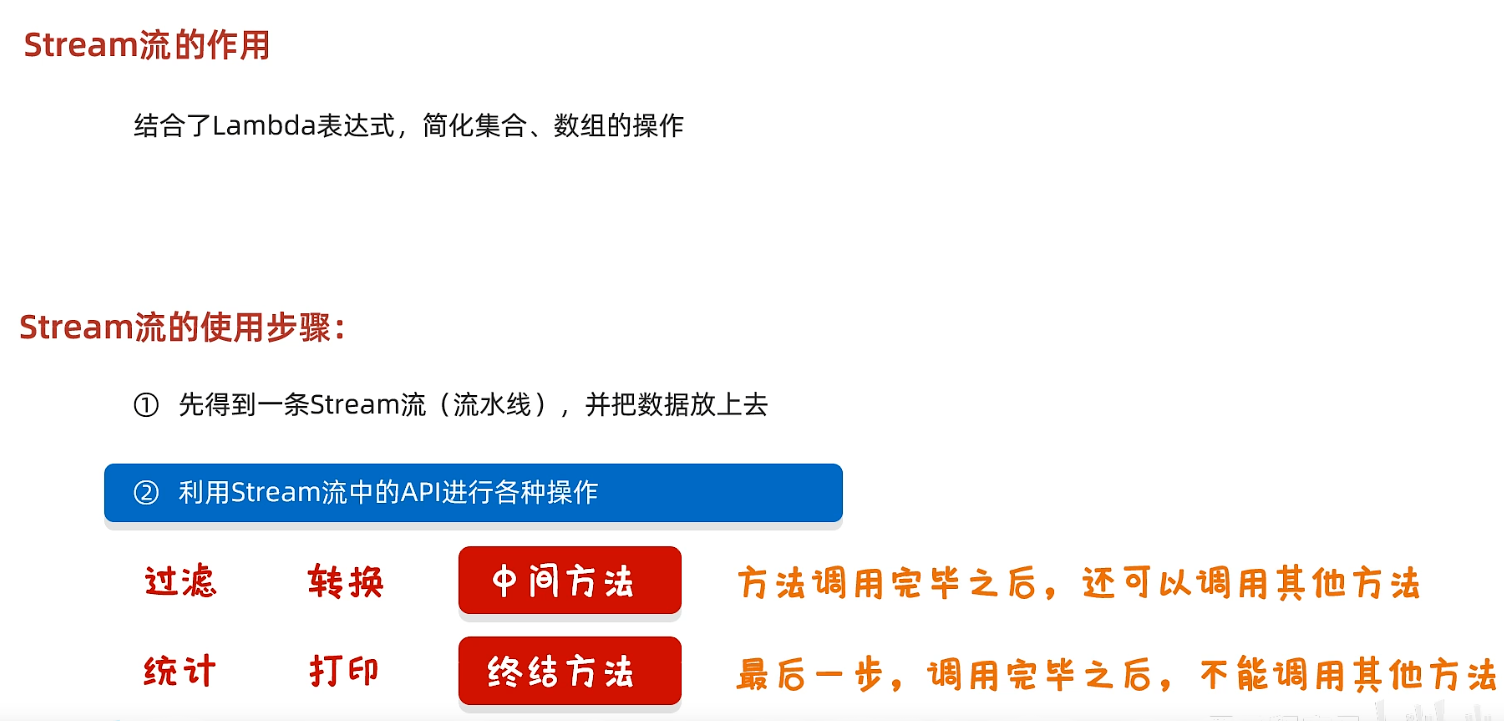 Stream流的作用
结合了Lambda表达式，简化集合、数组的操作
Stream流的使用步骤：
① 先得到一条Stream流（流水线），并把数据放上去
② 利用Stream流中的API进行各种操作
过滤 转换 中间方法 方法调用完毕之后，还可以调用其他方法
统计 打印 终结方法 最后一步，调用完毕之后，不能调用其他方法